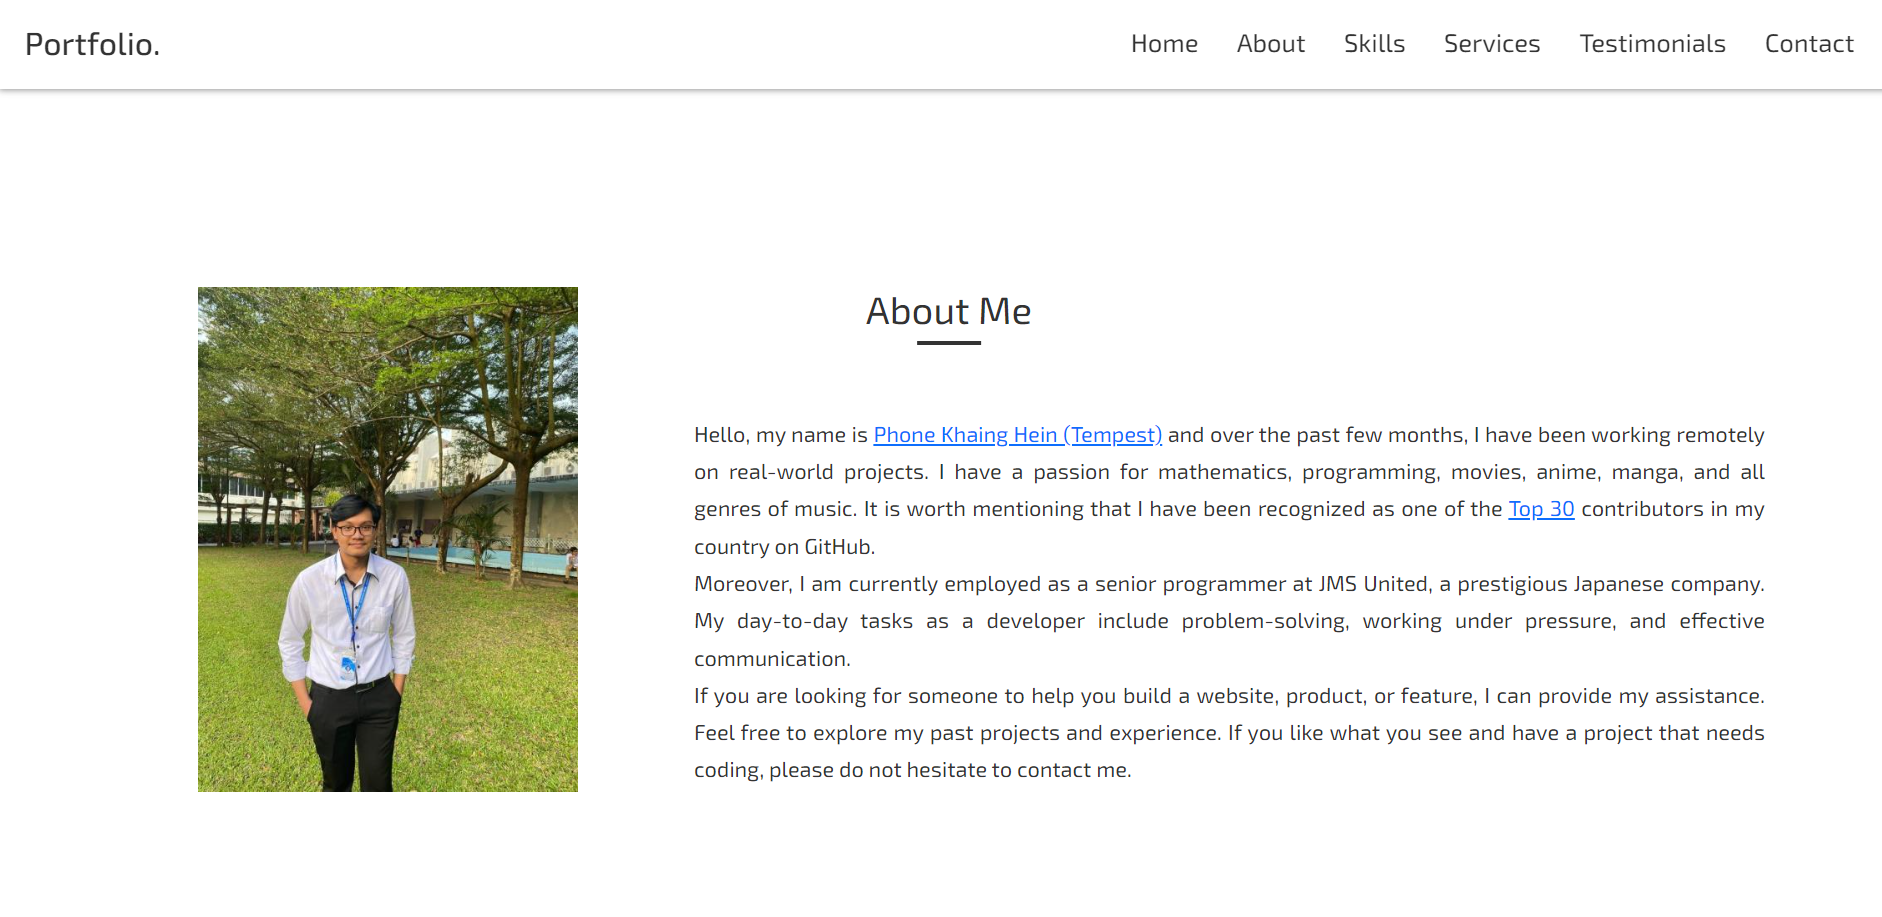 Portfolio.
Home About Skills Services Testimonials Contact
About Me
Hello, my name is Phone Khaing Hein (Tempest) and over the past few months, I have been working remotely
on real-world projects. I have a passion for mathematics, programming, movies, anime, manga, and all
genres of music. It is worth mentioning that I have been recognized as one of the Top 30 contributors in my
country on GitHub.
Moreover, I am currently employed as a senior programmer at JMS United, a prestigious Japanese company.
My day-to-day tasks as a developer include problem-solving, working under pressure, and effective
communication.
If you are looking for someone to help you build a website, product, or feature, I can provide my assistance.
Feel free to explore my past projects and experience. If you like what you see and have a project that needs
coding, please do not hesitate to contact me.